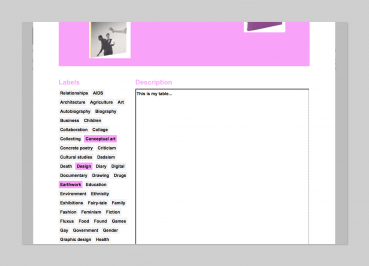 Labels
Description
Relationships AIDS
Architecture Agriculture Art
Autobiography Biography
Business Children
Collaboration Collage
Collecting Conceptual art
Concrete poetry Criticism
Cultural studies Dadaism
Death Design Diary Digital
Documentary Drawing Drugs
Earthwork Education
Environment Ethnicity
Exhibitions Fairy-tale Family
Fashion Feminism Fiction
Fluxus Food Found Games
Gay Government Gender
Graphic design Health
This is my table...